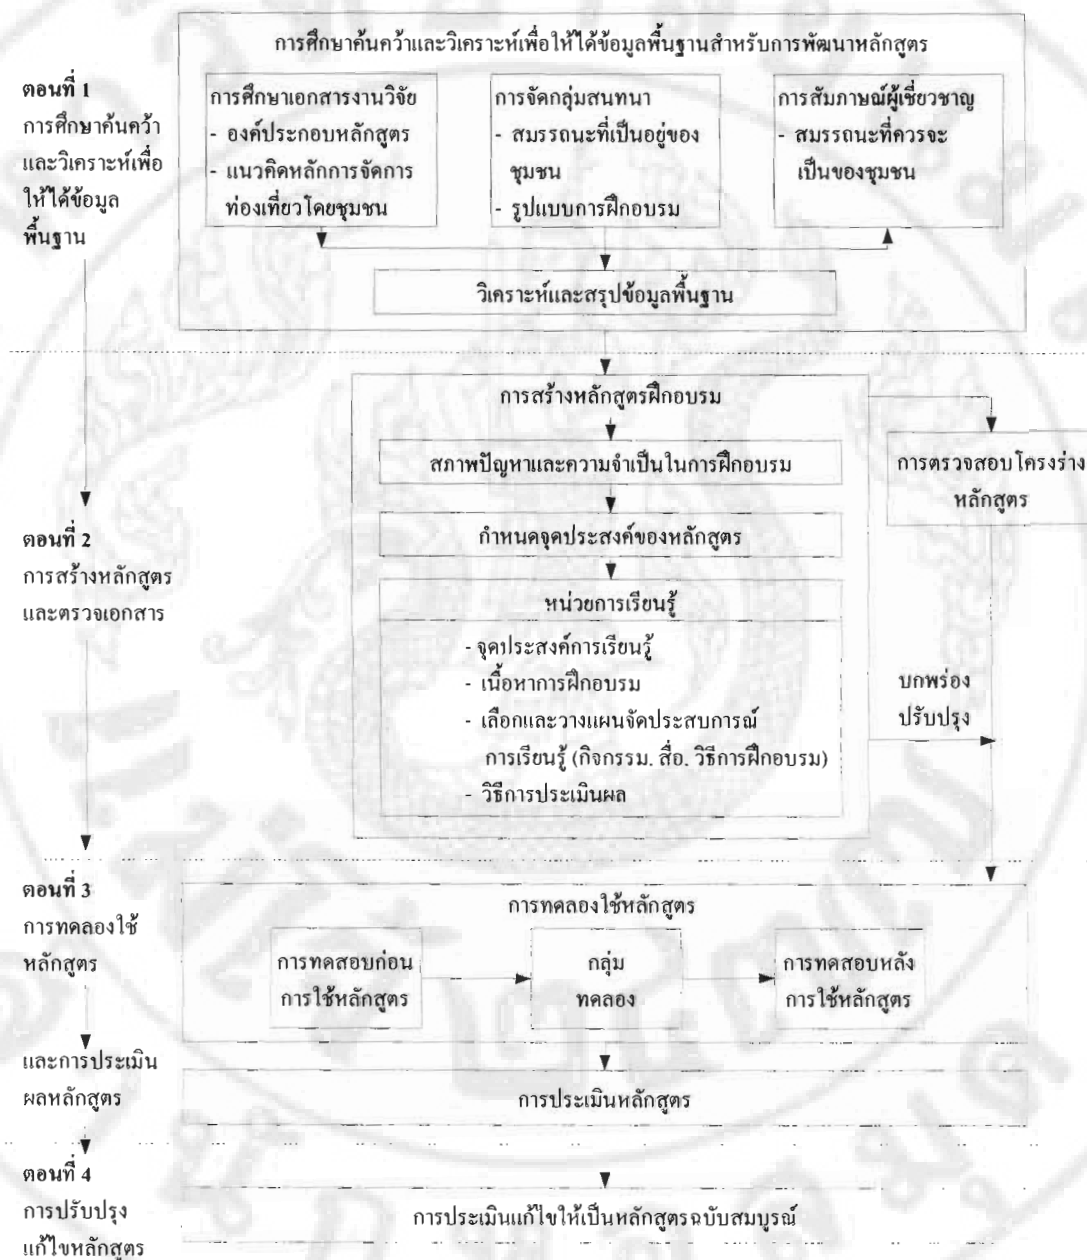 การศึกษาค้นคว้าและวิเคราะห์เพื่อให้ได้ข้อมูลพื้นฐานสำหรับการพัฒนาหลักสูตร
ตอนที่ 1
การศึกษาค้นคว้า
และวิเคราะห์เพื่อ
ให้ได้ข้อมูล
พื้นฐาน
การศึกษาเอกสารงานวิจัย
- องค์ประกอบหลักสูตร
- แนวคิดหลักการจัดการ
ท่องเที่ยวโดยชุมชน
การจัดกลุ่มสนทนา
- สมรรถนะที่เป็นอยู่ของ
ชุมชน
- รูปแบบการฝึกอบรม
การสัมภาษณ์ผู้เชี่ยวชาญ
- สมรรถนะที่ควรจะ
เป็นของชุมชน
วิเคราะห์และสรุปข้อมูลพื้นฐาน
ตอนที่ 2
การสร้างหลักสูตร
และตรวจเอกสาร
การสร้างหลักสูตรฝึกอบรม
สภาพปัญหาและความจำเป็นในการฝึกอบรม
กำหนดจุดประสงค์ของหลักสูตร
หน่วยการเรียนรู้
- จุดประสงค์การเรียนรู้
- เนื้อหาการฝึกอบรม
- เลือกและวางแผนจัดประสบการณ์
การเรียนรู้ (กิจกรรม. สื่อ. วิธีการฝึกอบรม)
- วิธีการประเมินผล
การตรวจสอบโครงร่าง
หลักสูตร
บกพร่อง
ปรับปรุง
ตอนที่ 3
การทดลองใช้
หลักสูตร
และการประเมิน
ผลหลักสูตร
การทดลองใช้หลักสูตร
การทดสอบก่อน
การใช้หลักสูตร
กลุ่ม
ทดลอง
การทดสอบหลัง
การใช้หลักสูตร
การประเมินหลักสูตร
ตอนที่ 4
การปรับปรุง
แก้ไขหลักสูตร
การประเมินแก้ไขให้เป็นหลักสูตรฉบับสมบูรณ์